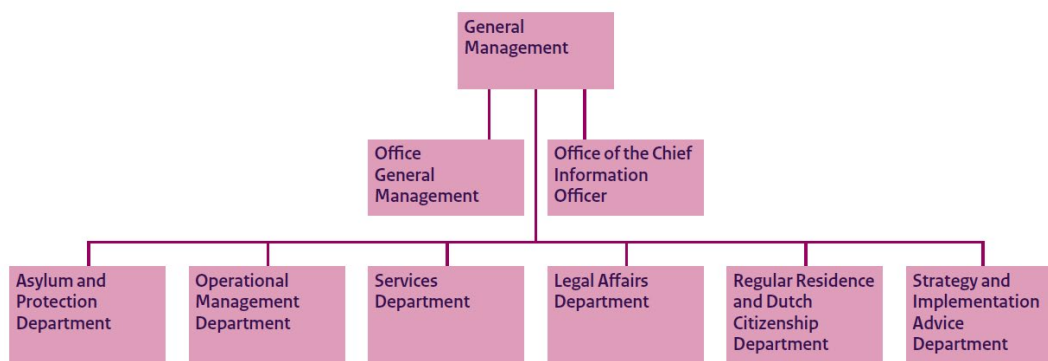 General
Management
Office
General
Management
Office of the Chief
Information
Officer
Asylum and
Protection
Department
Operational
Management
Department
Services
Department
Legal Affairs
Department
Regular Residence
and Dutch
Citizenship
Department
Strategy and
Implementation
Advice
Department